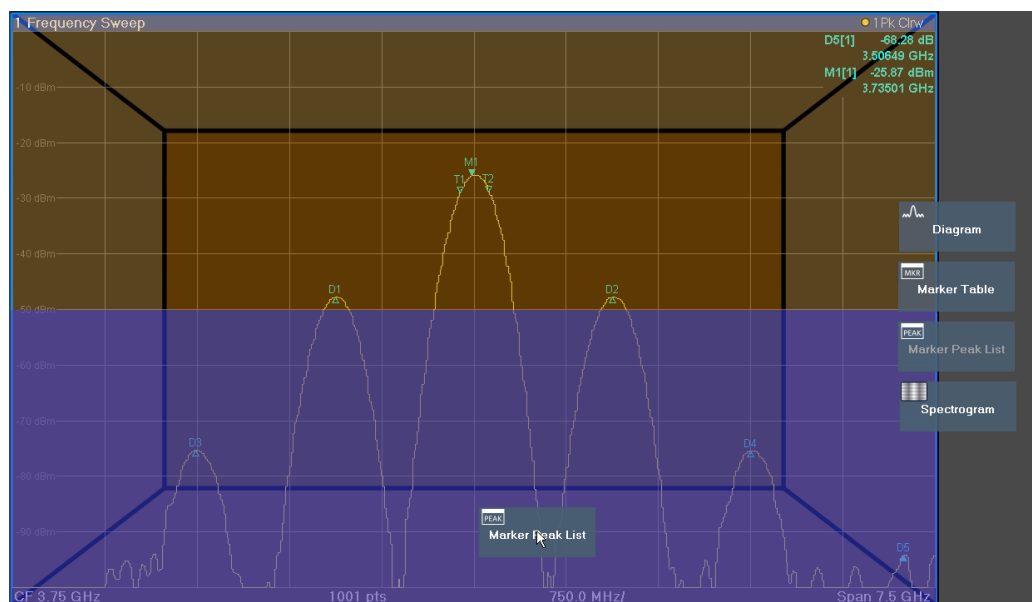 1 Frequency Sweep
1Pk Clrw
D5[1] -68.28 dB
3.50649 GHz
M1[1] -25.87 dBm
3.73501 GHz
-10 dBm
-20 dBm
M1
T1 T2
-30 dBm
Diagram
-40 dBm
MKR
Marker Table
D1 D2
-50 dBm
PEAK
Marker Peak List
-60 dBm
Spectrogram
-70 dBm
D3 D4
-80 dBm
PEAK
Marker Peak List
-90 dBm
D5
CF 3.75 GHz 1001 pts 750.0 MHz/ Span 7.5 GHz